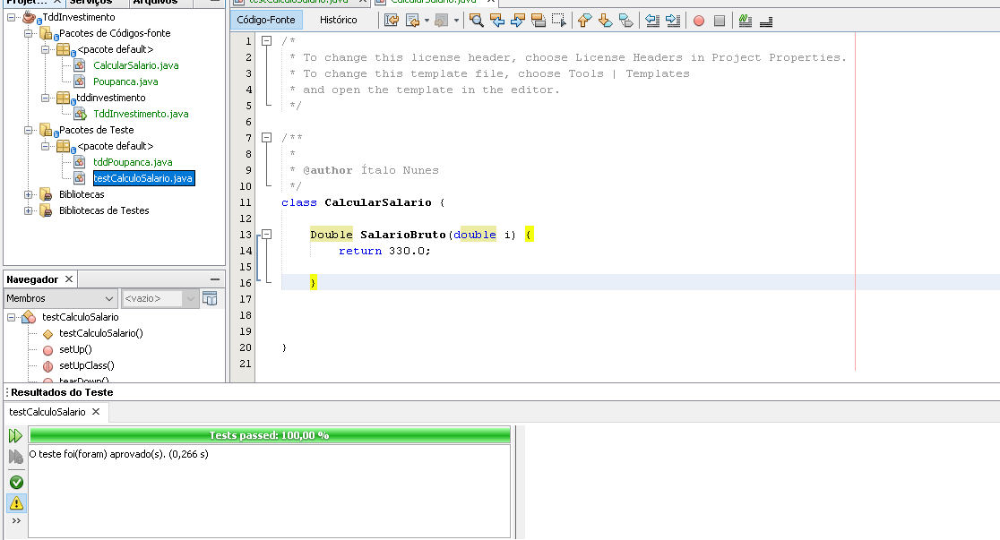 Projet... × Serviços Arquivos
TddInvestimento
Pacotes de Códigos-fonte
<pacote default>
CalcularSalario.java
Poupanca.java
tddinvestimento
TddInvestimento.java
Pacotes de Teste
<pacote default>
tddPoupanca.java
testCalculoSalario.java
Bibliotecas
Bibliotecas de Testes
Navegador ×
Membros <vazio>
testCalculoSalario
testCalculoSalario()
setUp()
setUpClass()
tearDown()
testCalculoSalario.java × CalcularSalario.java ×
Código-Fonte Histórico
1 /*
2 * To change this license header, choose License Headers in Project Properties.
3 * To change this template file, choose Tools | Templates
4 * and open the template in the editor.
5 */
6
7 /**
8 *
9 * @author Ítalo Nunes
10 */
11 class CalcularSalario {
12
13 Double SalarioBruto(double i) {
14 return 330.0;
15
16 }
17
18
19
20 }
21
Resultados do Teste
testCalculoSalario ×
Tests passed: 100,00 %
O teste foi(foram) aprovado(s). (0,266 s)
>>